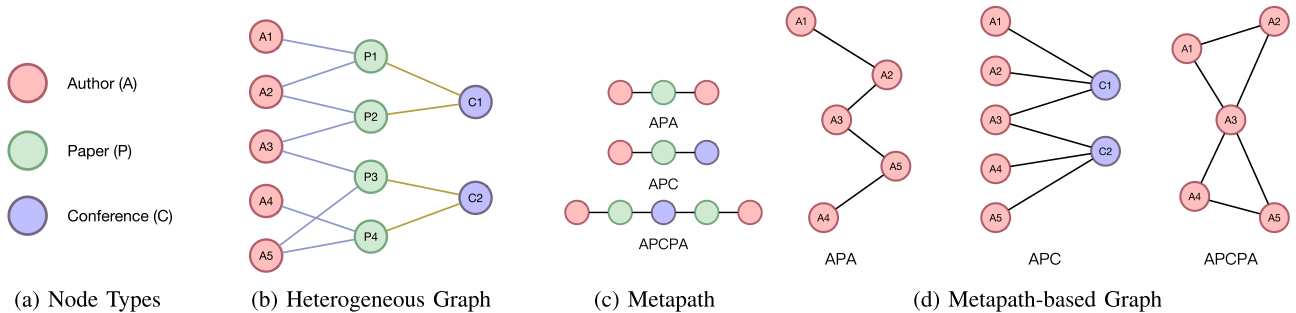 Author (A)
Paper (P)
Conference (C)
(a) Node Types
A1
A2
A3
A4
A5
P1
P2
P3
P4
C1
C2
(b) Heterogeneous Graph
APA
APC
APCPA
(c) Metapath
A1
A2
A3
A5
A4
APA
A1
A2
A3
A4
A5
C1
C2
APC
A2
A1
A3
A4
A5
APCPA
(d) Metapath-based Graph